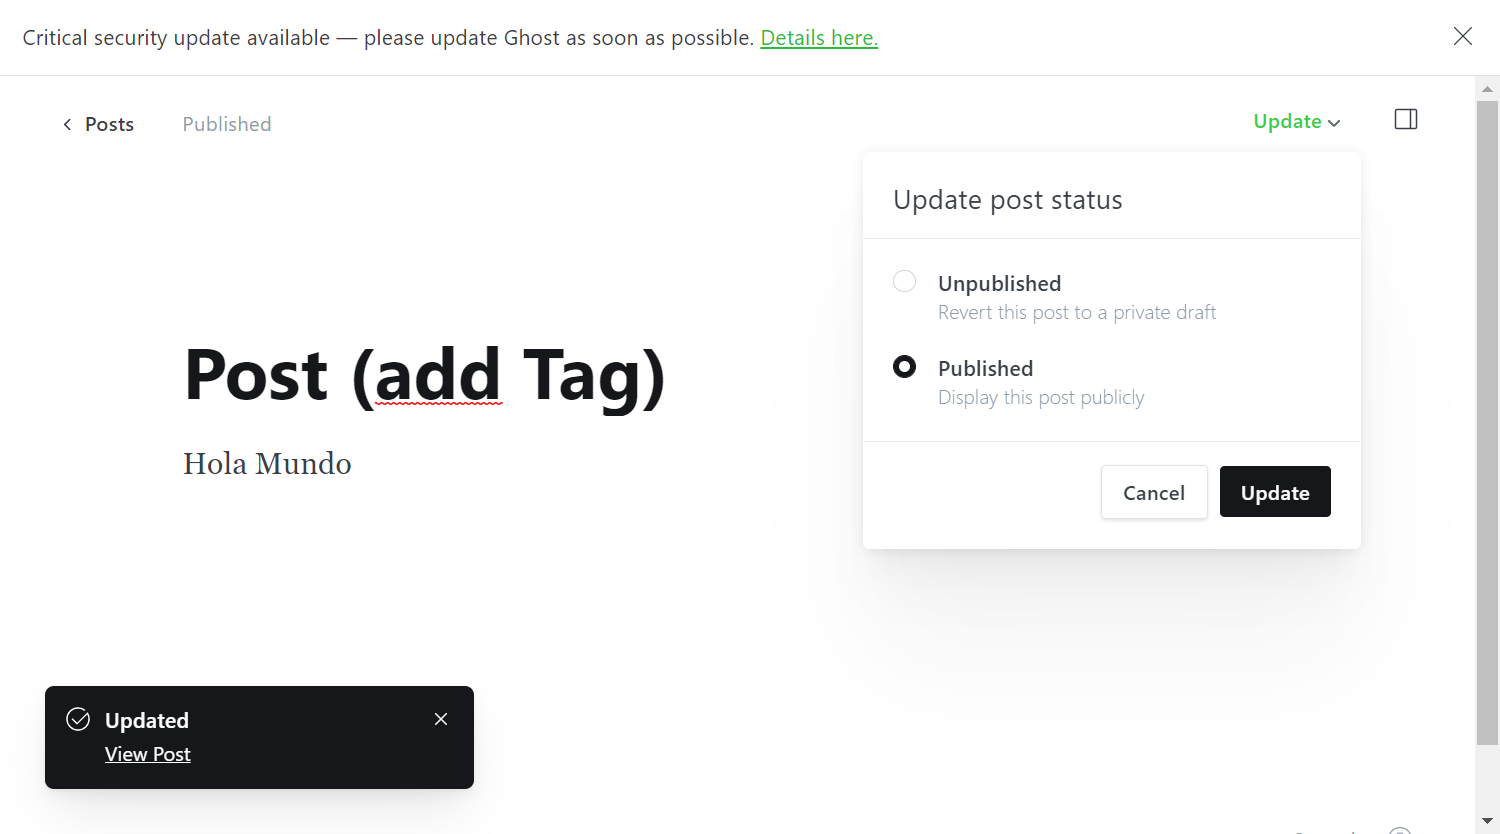 Critical security update available — please update Ghost as soon as possible. Details here.
Posts
Published
Update
Update post status
Unpublished
Revert this post to a private draft
Published
Display this post publicly
Cancel
Update
Post (add Tag)
Hola Mundo
Updated
View Post